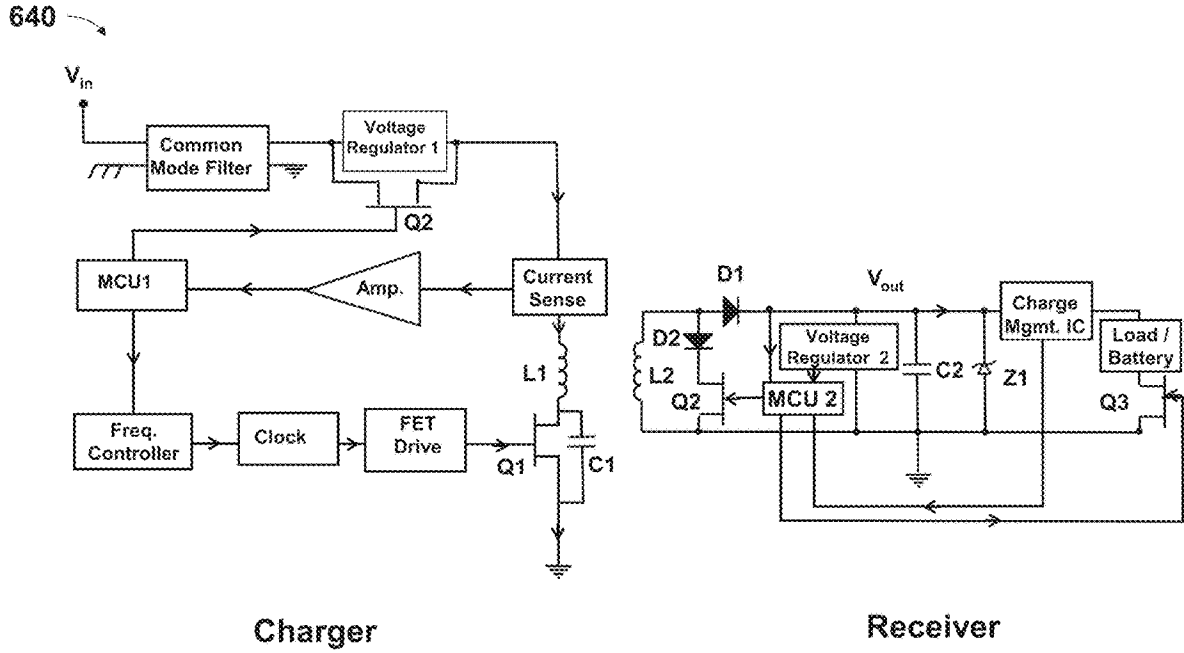 640
V_in
Common
Mode Filter
Voltage
Regulator 1
Q2
MCU1
Amp.
Current
Sense
L1
Freq.
Controller
Clock
FET
Drive
Q1
C1
Charger
D1
V_out
Charge
Mgmt. IC
D2
Voltage
Regulator 2
Load /
Battery
L2
C2
Z1
Q2
MCU 2
Q3
Receiver